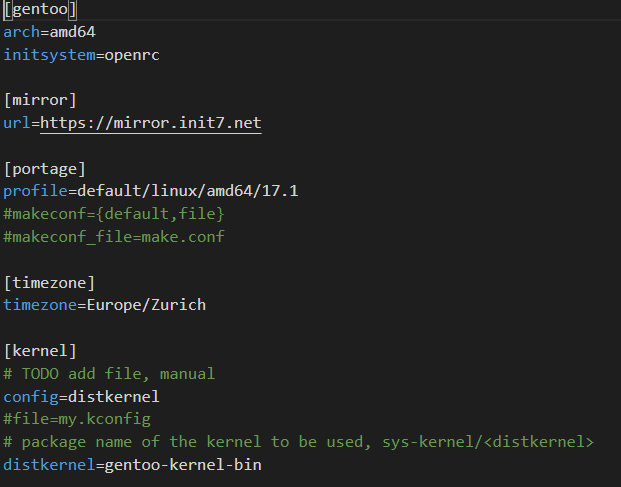 [gentoo]
arch=amd64
initsystem=openrc
[mirror]
url=https://mirror.init7.net
[portage]
profile=default/linux/amd64/17.1
#makeconf={default,file}
#makeconf_file=make.conf
[timezone]
timezone=Europe/Zurich
[kernel]
# TODO add file, manual
config=distkernel
#file=my.kconfig
# package name of the kernel to be used, sys-kernel/<distkernel>
distkernel=gentoo-kernel-bin